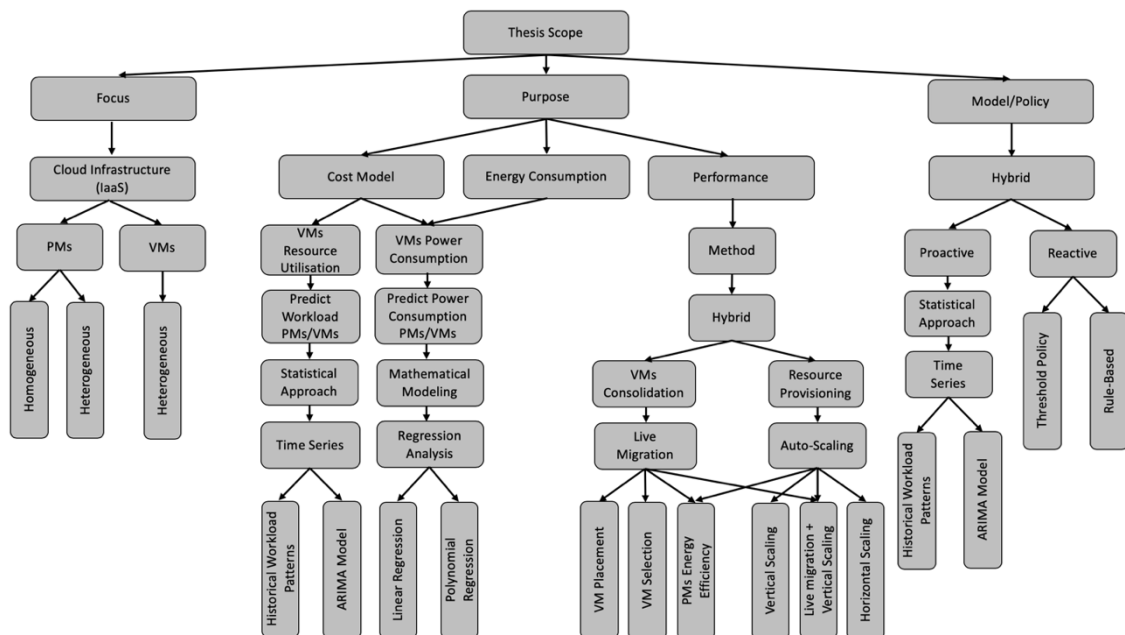 Thesis Scope
Focus
Purpose
Model/Policy
Cloud Infrastructure
(IaaS)
Cost Model
Energy Consumption
Performance
Hybrid
PMs
VMs
VMs
Resource
Utilisation
VMs Power
Consumption
Method
Proactive
Reactive
Homogeneous
Heterogeneous
Heterogeneous
Predict
Workload
PMs/VMs
Predict Power
Consumption
PMs/VMs
Hybrid
Statistical
Approach
Threshold Policy
Rule-Based
Statistical
Approach
Mathematical
Modeling
VMs
Consolidation
Resource
Provisioning
Time
Series
Time Series
Regression
Analysis
Live
Migration
Auto-Scaling
Historical Workload
Patterns
ARIMA Model
Historical Workload
Patterns
ARIMA Model
Linear Regression
Polynomial
Regression
VM Placement
VM Selection
PMs Energy
Efficiency
Vertical Scaling
Live migration +
Vertical Scaling
Horizontal Scaling